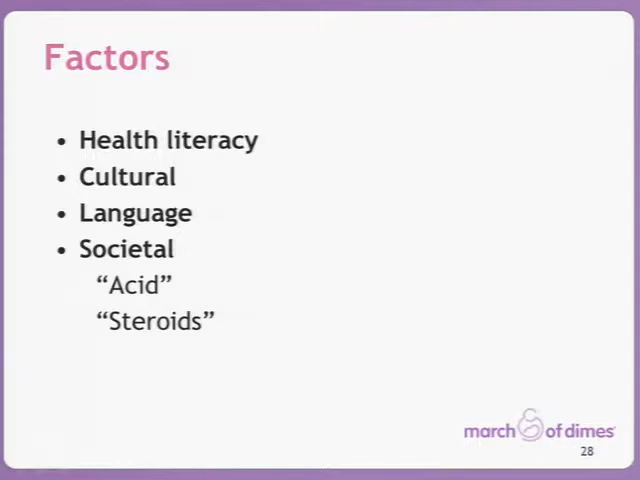 Factors
• Health literacy
• Cultural
• Language
• Societal
“Acid”
“Steroids”
march of dimes
28